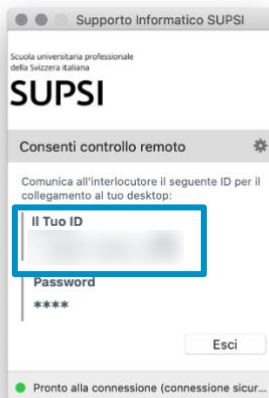 Supporto Informatico SUPSI
Scuola universitaria professionale
della Svizzera italiana
SUPSI
Consenti controllo remoto
Comunica all'interlocutore il seguente ID per il
collegamento al tuo desktop:
Il Tuo ID
Password
****
Esci
Pronto alla connessione (connessione sicur...